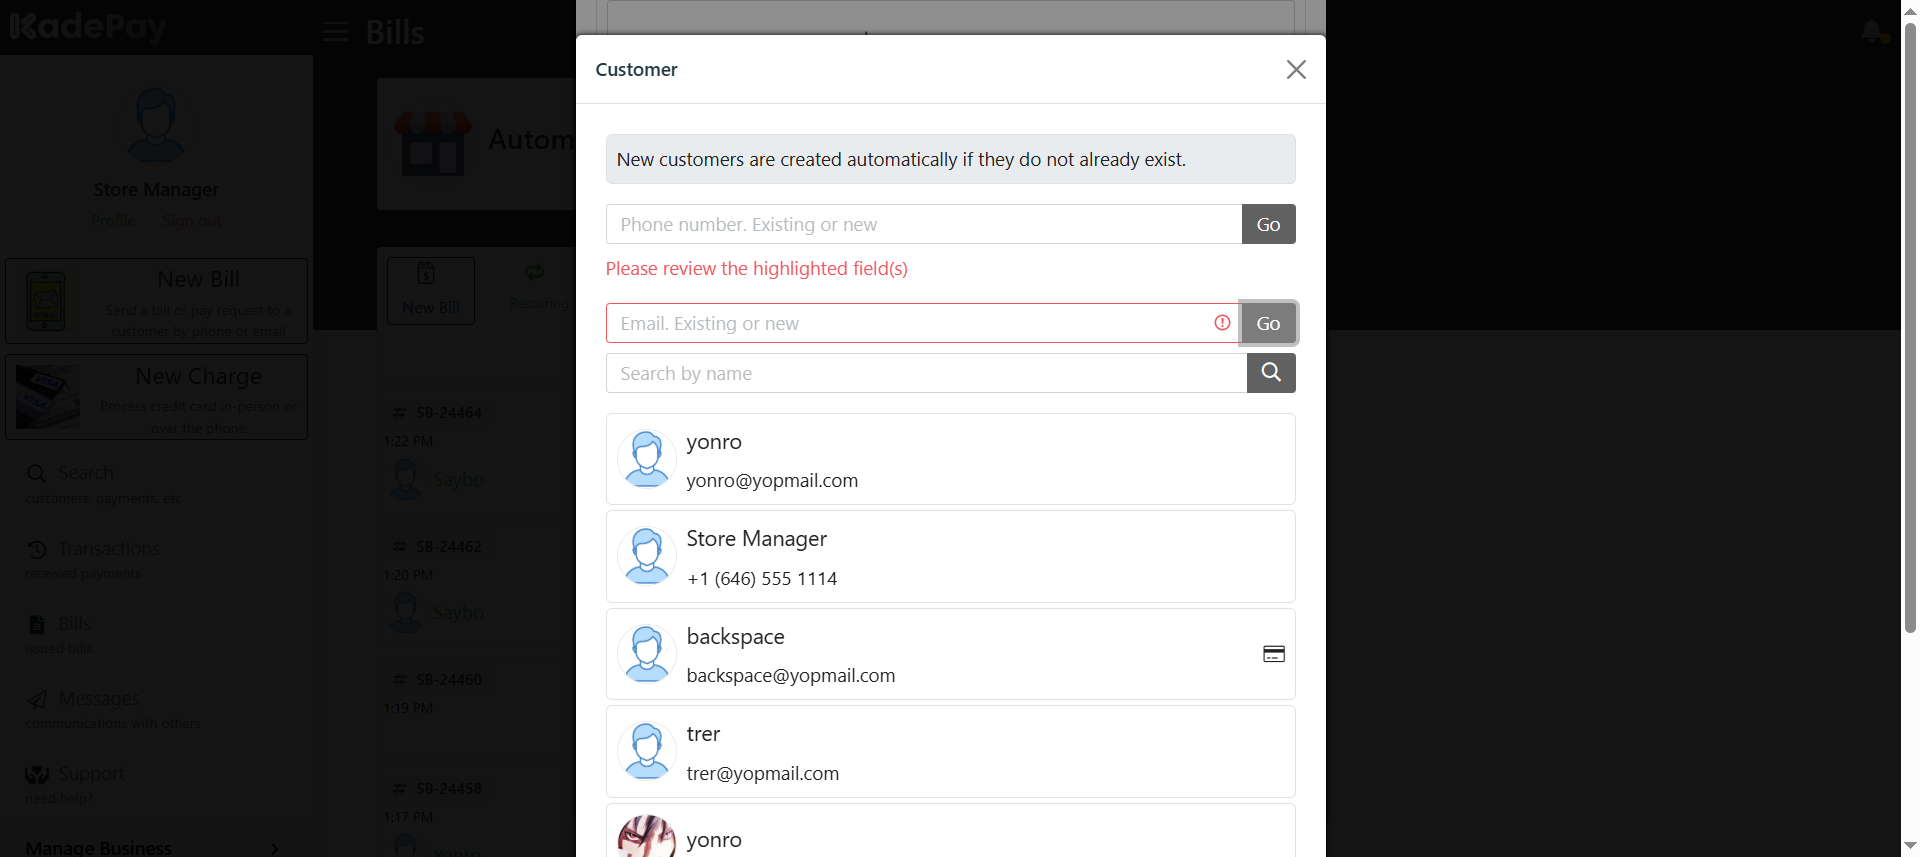 KadePay
Bills
Store Manager
Profile
Sign out
New Bill
Send a bill or pay request to a
customer by phone or email
New Charge
Process credit card in-person or
over the phone
Search
customers, payments, etc
Transactions
received payments
Bills
issued bills
Messages
communications with others
Support
need help?
Manage Business
Autom
New Bill
Recurring
SB-24464
1:22 PM
Saybo
SB-24462
1:20 PM
Saybo
SB-24460
1:19 PM
SB-24458
1:17 PM
Yonro
Customer
New customers are created automatically if they do not already exist.
Phone number. Existing or new
Go
Please review the highlighted field(s)
Email. Existing or new
Go
Search by name
yonro
yonro@yopmail.com
Store Manager
+1 (646) 555 1114
backspace
backspace@yopmail.com
trer
trer@yopmail.com
yonro